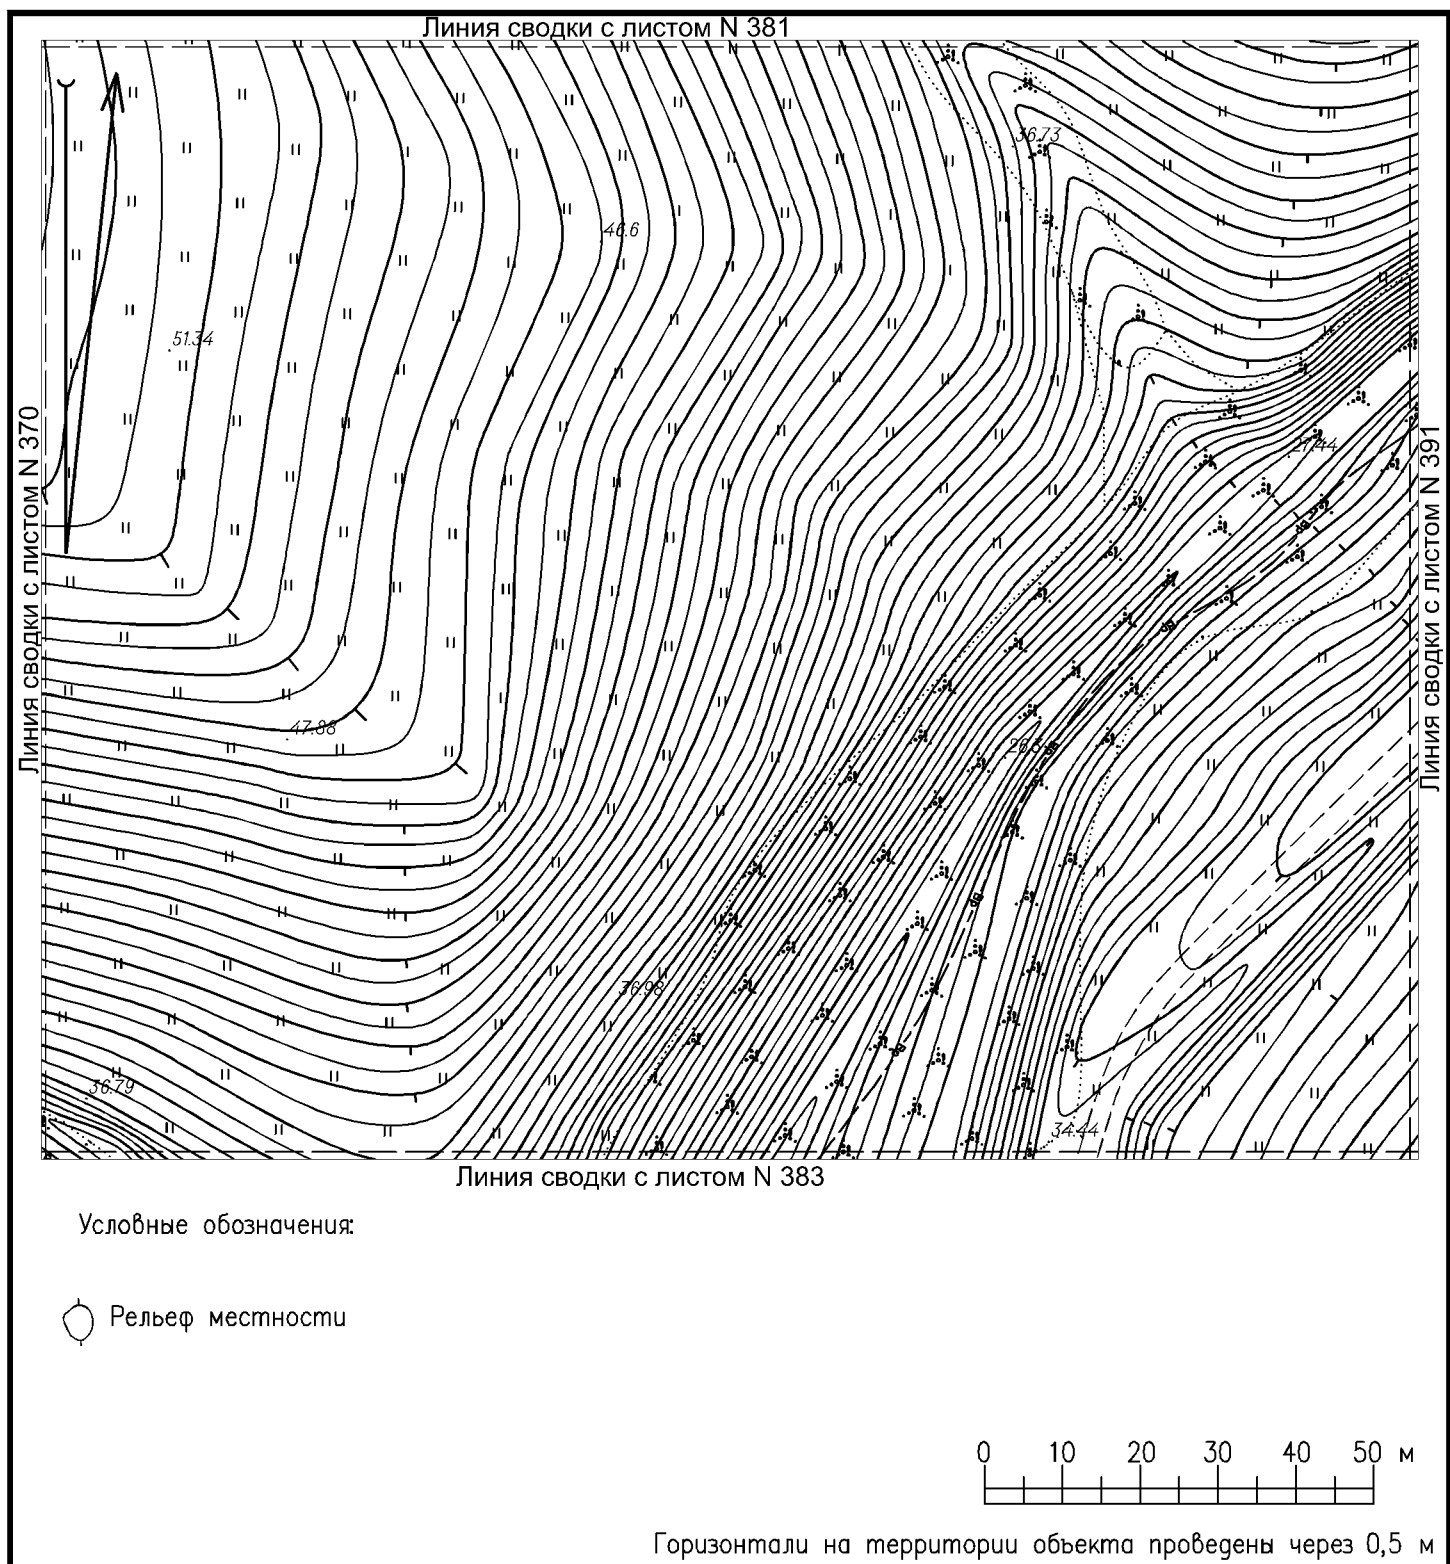 Линия сводки с листом N 381
36.73
46.6
51.34
Линия сводки с листом N 370
27.44
Линия сводки с листом N 391
47.88
36.98
36.79
34.44
Линия сводки с листом N 383
Условные обозначения:
Рельеф местности
0 10 20 30 40 50 м
Горизонтали на территории объекта проведены через 0,5 м